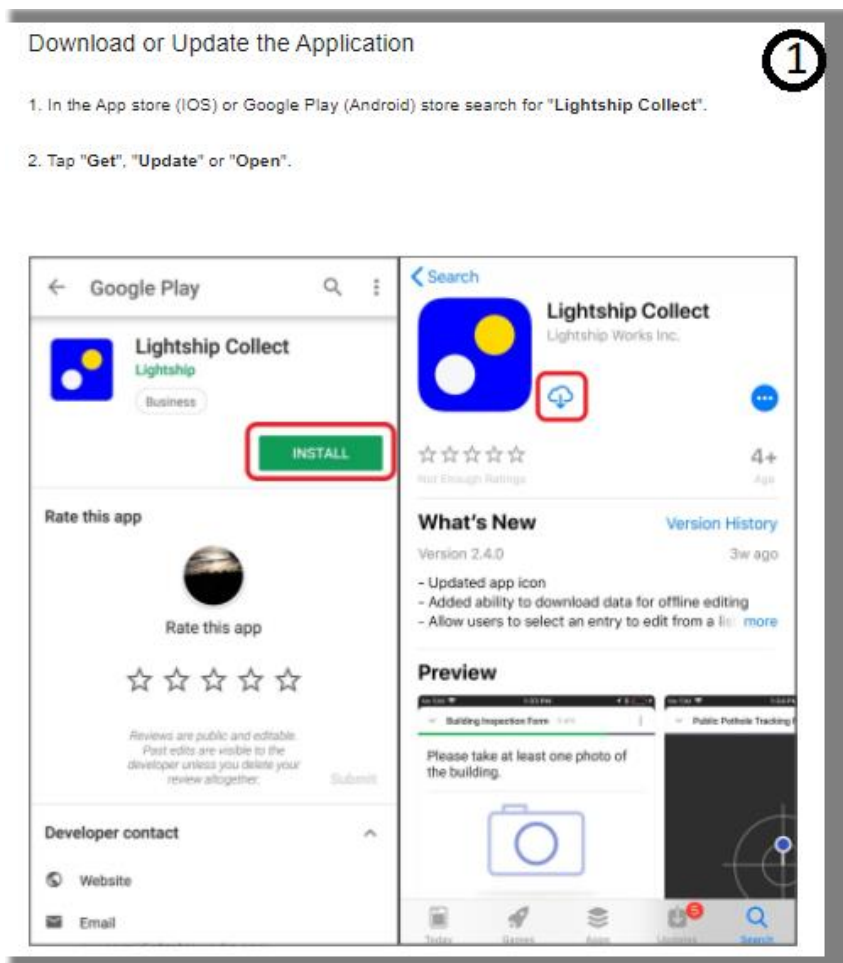 Download or Update the Application
1
1. In the App store (IOS) or Google Play (Android) store search for "Lightship Collect".
2. Tap "Get", "Update" or "Open".
Google Play
Lightship Collect
Lightship
Business
INSTALL
Rate this app
Rate this app
Reviews are public and editable.
Past edits are visible to the
developer unless you delete your
review altogether.
Submit
Developer contact
Website
Email
Search
Lightship Collect
Lightship Works Inc.
4+
Not Enough Ratings
Age
What's New
Version History
Version 2.4.0
3w ago
- Updated app icon
- Added ability to download data for offline editing
- Allow users to select an entry to edit from a lis more
Preview
1:53 PM
Building Inspection Form
Please take at least one photo of
the building.
Public Pothole Tracking
Today
Games
Apps
Updates
5
Search